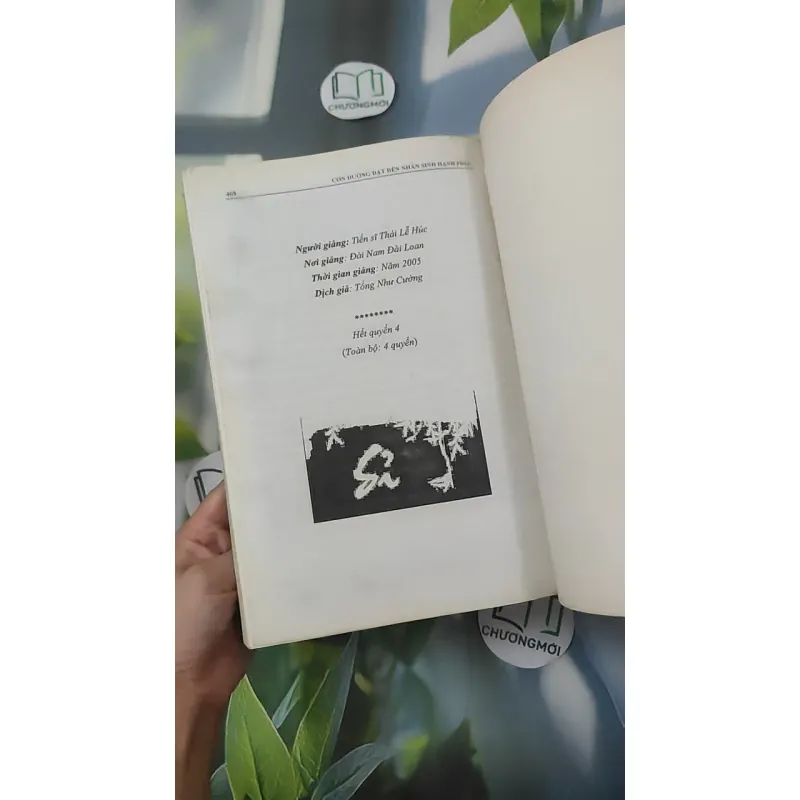 CHƯƠNGMỚI
CON ĐƯỜNG ĐẠT ĐẾN NHÂN SINH HẠNH PHÚC
408
Người giảng: Tiến sĩ Thái Lễ Húc
Nơi giảng: Đài Nam Đài Loan
Thời gian giảng: Năm 2005
Dịch giả: Tống Như Cường
********
Hết quyển 4
(Toàn bộ: 4 quyển)
CHƯƠNGMỚI